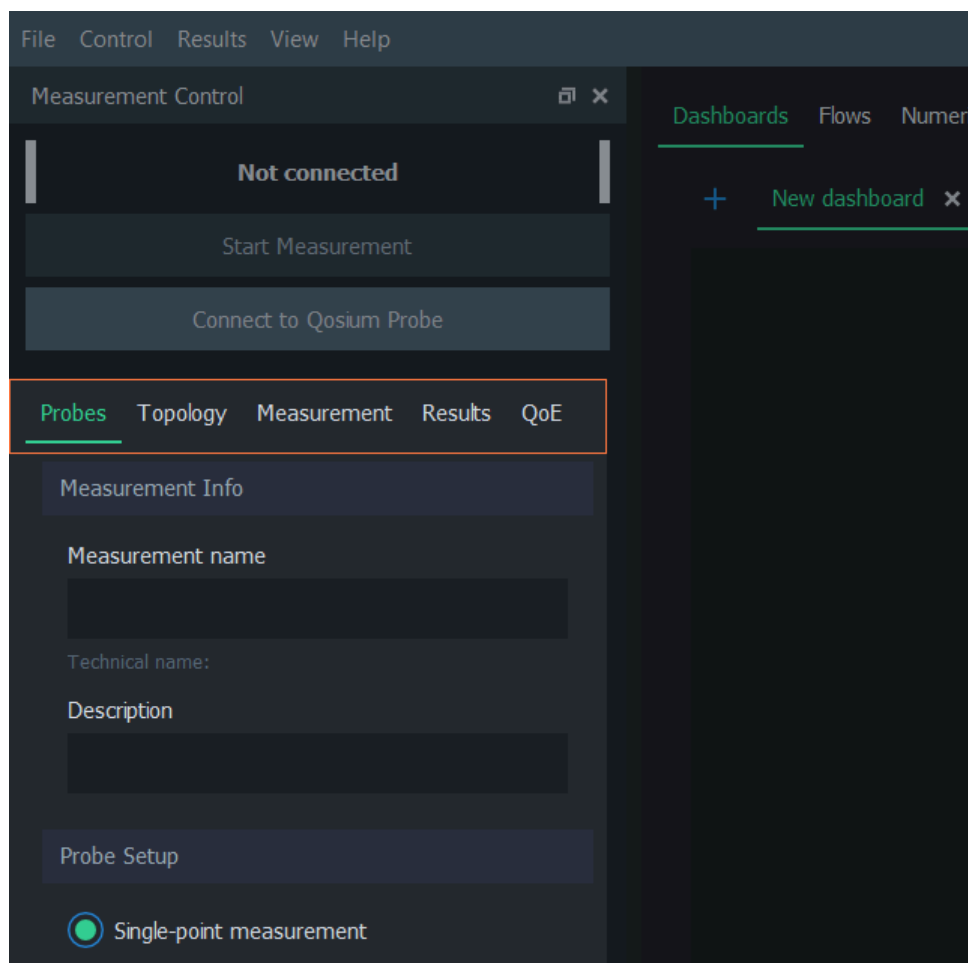 File Control Results View Help
Measurement Control
Dashboards Flows Numer
Not connected
New dashboard
Start Measurement
Connect to Qosium Probe
Probes Topology Measurement Results QoE
Measurement Info
Measurement name
Technical name:
Description
Probe Setup
Single-point measurement